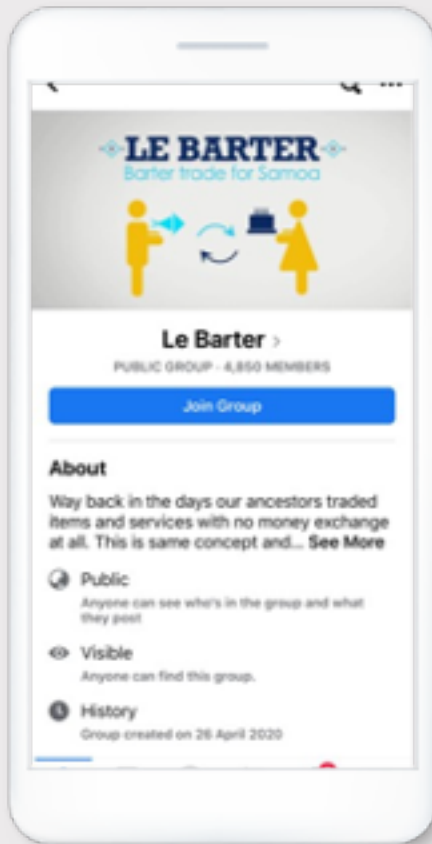 LE BARTER
Barter trade for Samoa
Le Barter
PUBLIC GROUP · 4,850 MEMBERS
Join Group
About
Way back in the days our ancestors traded
items and services with no money exchange
at all. This is same concept and... See More
Public
Anyone can see who's in the group and what
they post
Visible
Anyone can find this group.
History
Group created on 26 April 2020